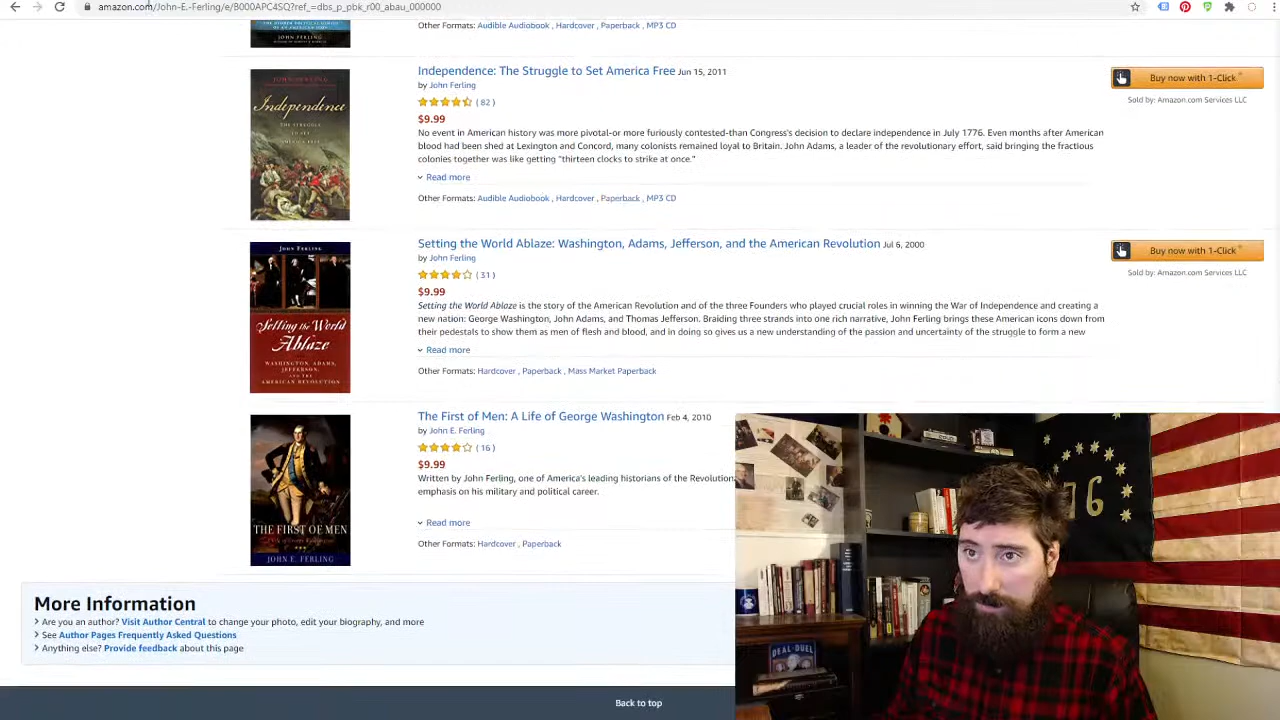 amazon.com/John-E.-Ferling/e/B000APC4SQ?ref_=dbs_p_pbk_r00_abau_000000
JOHN FERLING
Other Formats: Audible Audiobook , Hardcover , Paperback , MP3 CD
JOHN FERLING
Independence
THE STRUGGLE
TO SET
AMERICA FREE
Independence: The Struggle to Set America Free Jun 15, 2011
by John Ferling
( 82 )
$9.99
No event in American history was more pivotal-or more furiously contested-than Congress's decision to declare independence in July 1776. Even months after American
blood had been shed at Lexington and Concord, many colonists remained loyal to Britain. John Adams, a leader of the revolutionary effort, said bringing the fractious
colonies together was like getting "thirteen clocks to strike at once."
Read more
Other Formats: Audible Audiobook , Hardcover , Paperback , MP3 CD
Buy now with 1-Click®
Sold by: Amazon.com Services LLC
JOHN FERLING
Setting the World
Ablaze
WASHINGTON, ADAMS,
JEFFERSON,
AND THE
AMERICAN REVOLUTION
Setting the World Ablaze: Washington, Adams, Jefferson, and the American Revolution Jul 6, 2000
by John Ferling
( 31 )
$9.99
Setting the World Ablaze is the story of the American Revolution and of the three Founders who played crucial roles in winning the War of Independence and creating a
new nation: George Washington, John Adams, and Thomas Jefferson. Braiding three strands into one rich narrative, John Ferling brings these American icons down from
their pedestals to show them as men of flesh and blood, and in doing so gives us a new understanding of the passion and uncertainty of the struggle to form a new
Read more
Other Formats: Hardcover , Paperback , Mass Market Paperback
Buy now with 1-Click®
Sold by: Amazon.com Services LLC
THE FIRST OF MEN
A Life of George Washington
JOHN E. FERLING
The First of Men: A Life of George Washington Feb 4, 2010
by John E. Ferling
( 16 )
$9.99
Written by John Ferling, one of America's leading historians of the Revolution
emphasis on his military and political career.
Read more
Other Formats: Hardcover , Paperback
76
DEAL-DUEL
More Information
Are you an author? Visit Author Central to change your photo, edit your biography, and more
See Author Pages Frequently Asked Questions
Anything else? Provide feedback about this page
Back to top